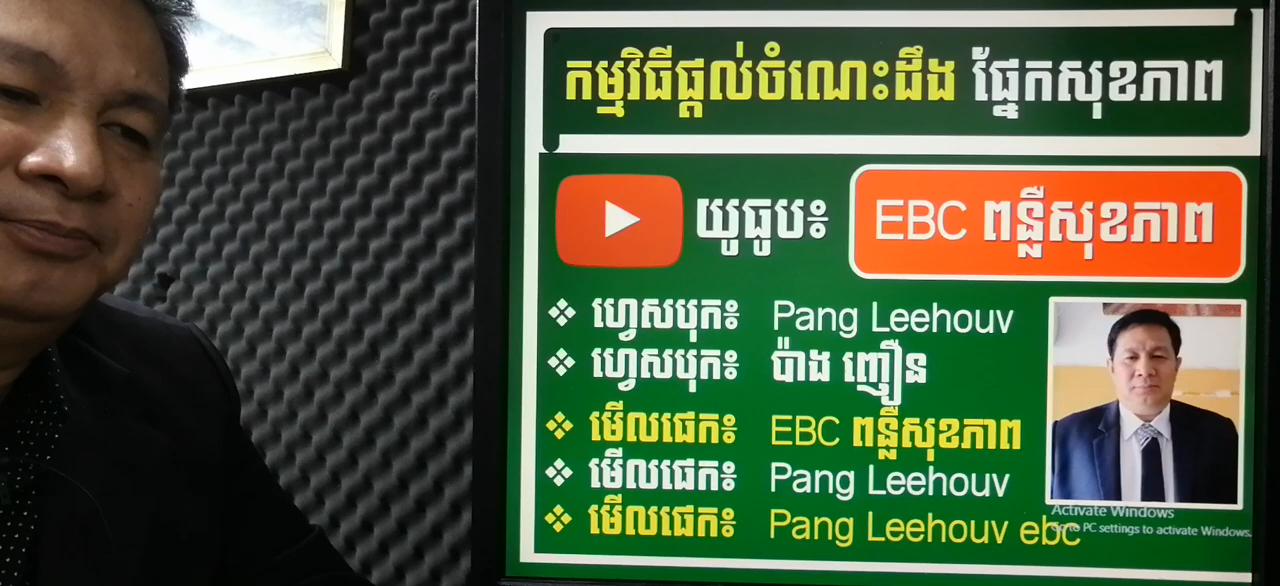 កម្មវិធីផ្តល់ចំណេះដឹង ផ្នែកសុខភាព
យូធូប៖ EBC ពន្លឺសុខភាព
ហ្វេសបុក៖ Pang Leehouv
ហ្វេសបុក៖ ប៉ាង ញឿន
មើលផេក៖ EBC ពន្លឺសុខភាព
មើលផេក៖ Pang Leehouv
មើលផេក៖ Pang Leehouv ebc
Activate Windows
Go to PC settings to activate Windows.